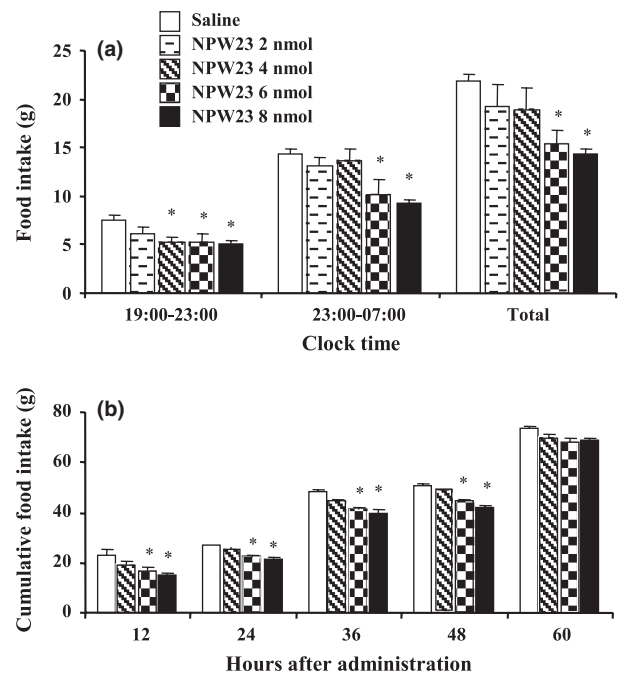 (a)
Saline
NPW23 2 nmol
NPW23 4 nmol
NPW23 6 nmol
NPW23 8 nmol
Food intake (g)
25
20
15
10
5
0
* * *
* *
* *
19:00-23:00 23:00-07:00 Total
Clock time
(b)
Cumulative food intake (g)
80
60
40
20
0
* *
* *
* *
* *
12 24 36 48 60
Hours after administration